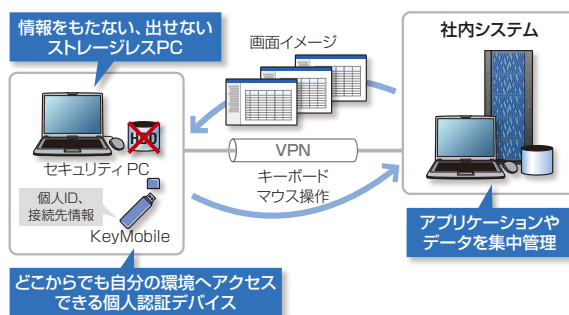 情報をもたない、出せない
ストレージレスPC
HDD
セキュリティPC
個人ID、
接続先情報
KeyMobile
どこからでも自分の環境へアクセス
できる個人認証デバイス
画面イメージ
VPN
キーボード
マウス操作
社内システム
アプリケーションや
データを集中管理